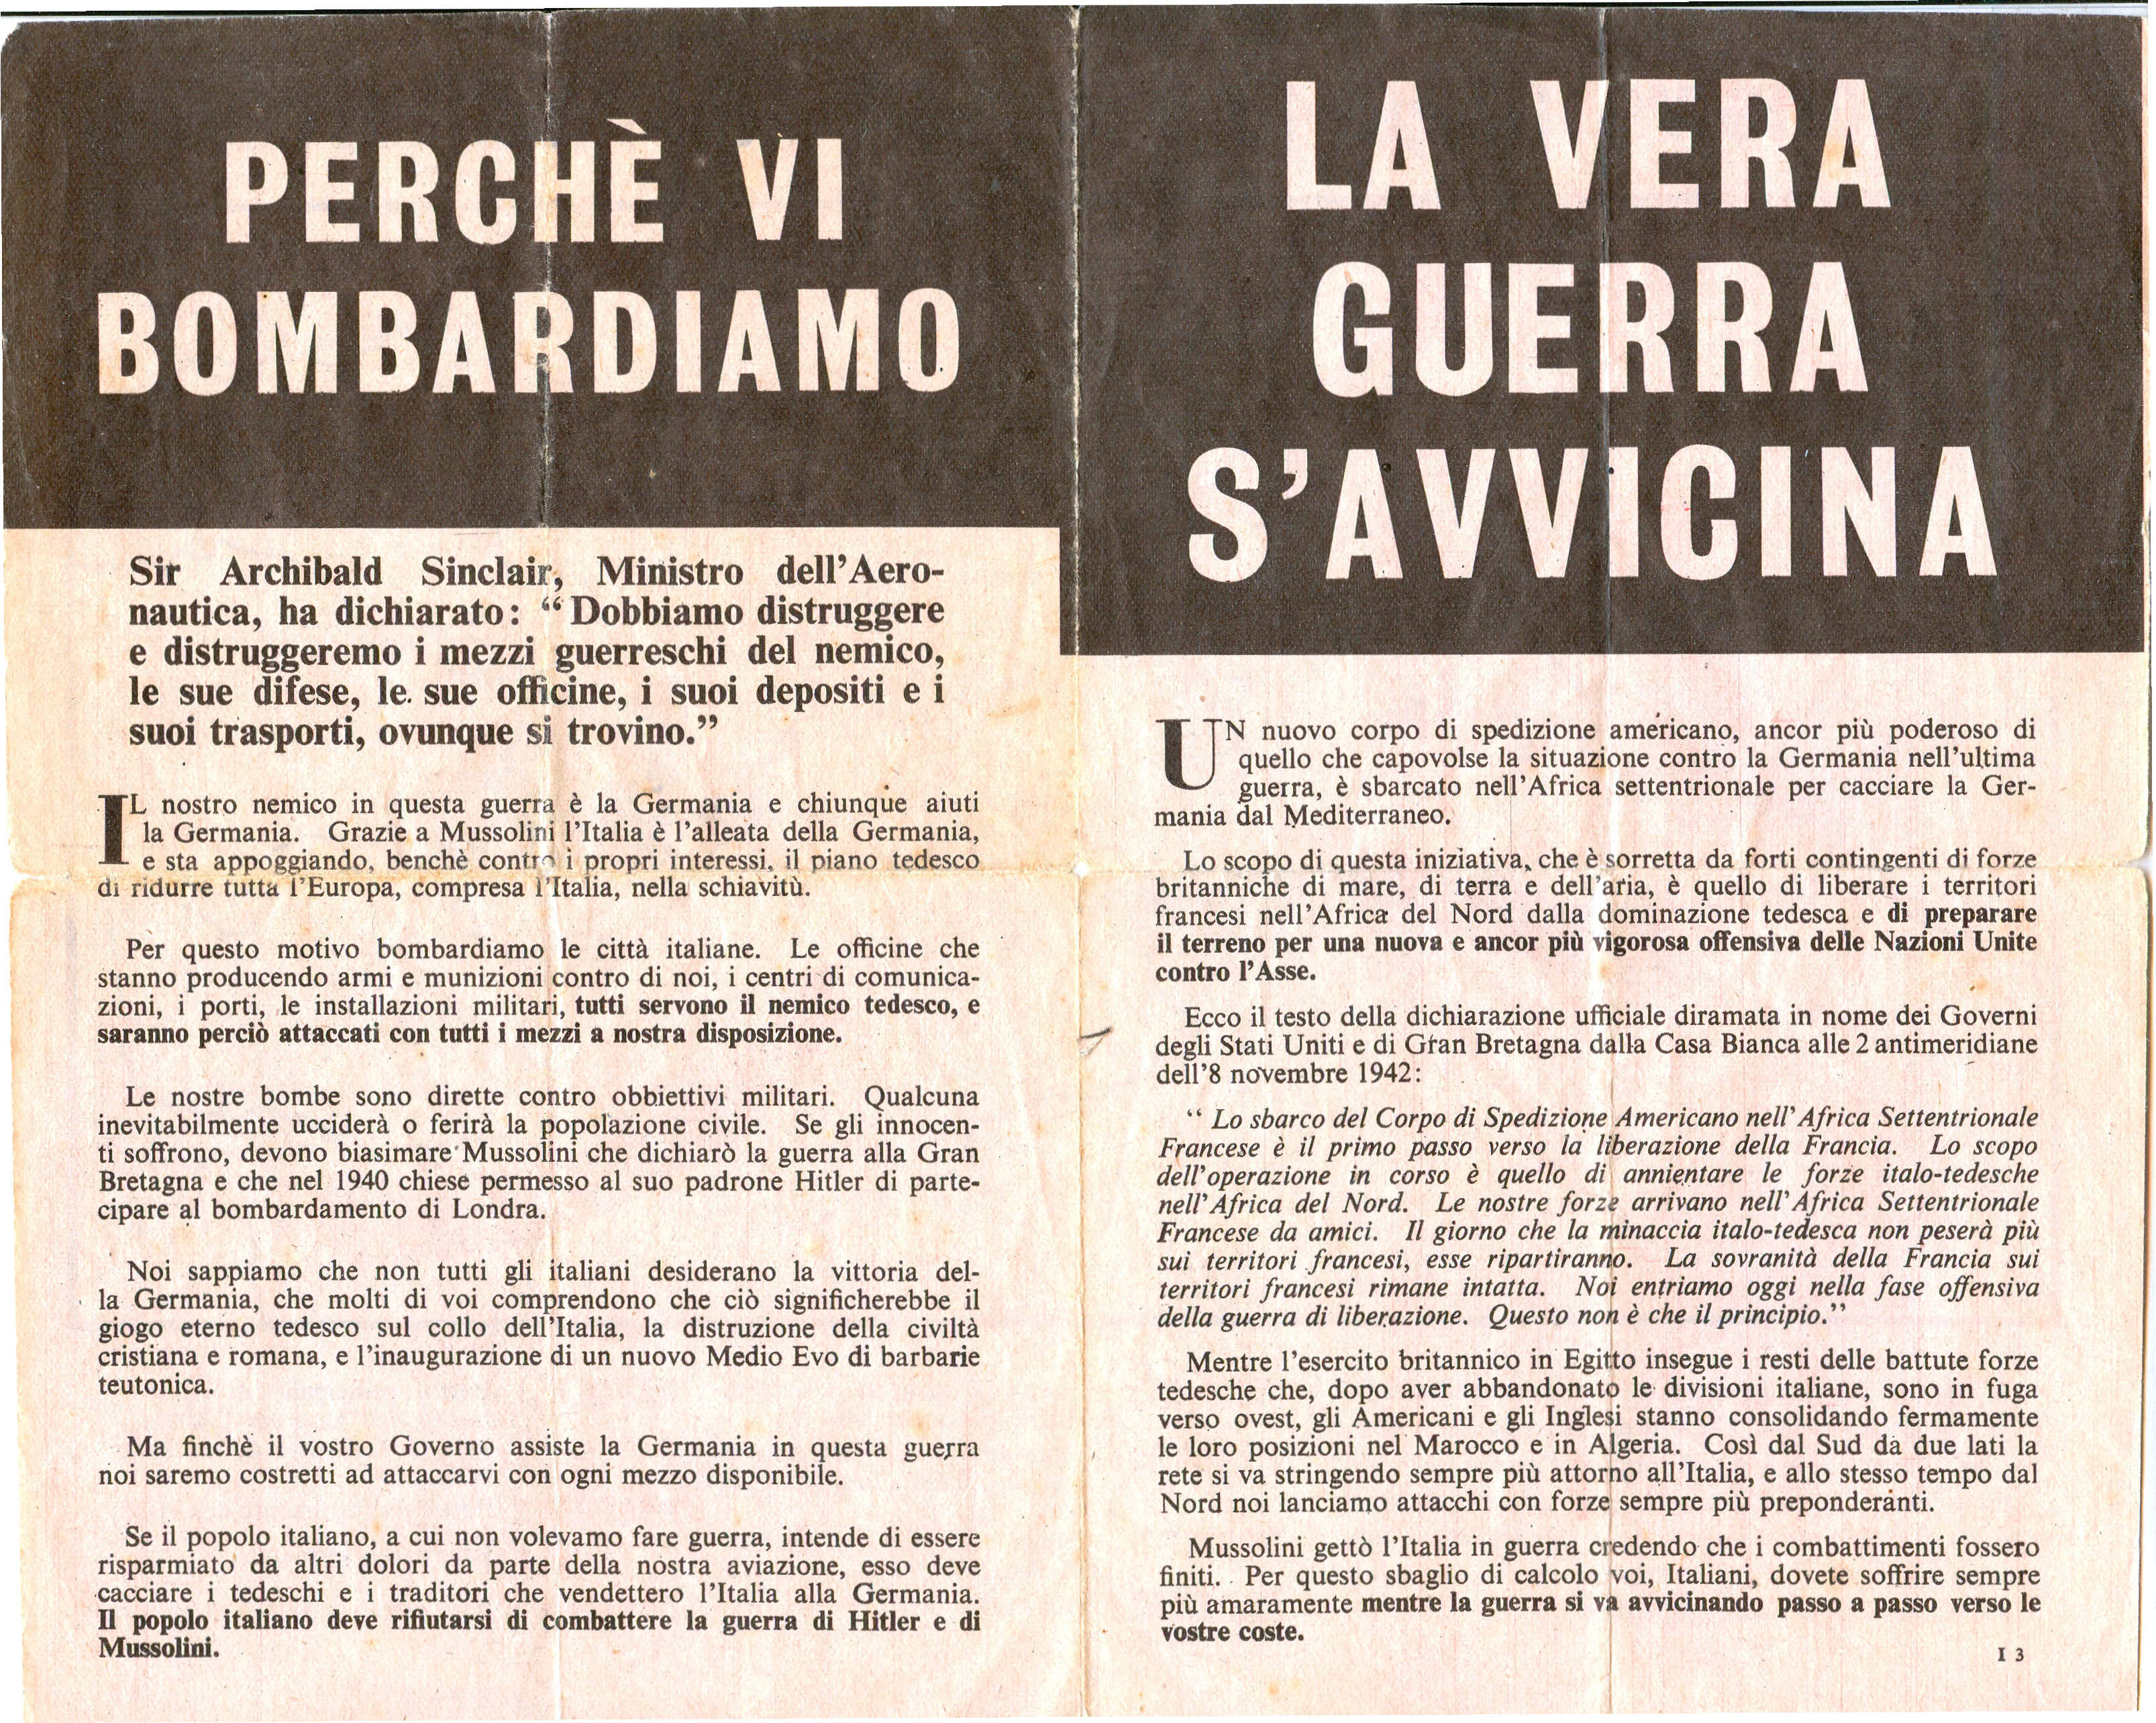 PERCHÈ VI
BOMBARDIAMO
Sir Archibald Sinclair, Ministro dell'Aero-
nautica, ha dichiarato: “Dobbiamo distruggere
e distruggeremo i mezzi guerreschi del nemico,
le sue difese, le sue officine, i suoi depositi e i
suoi trasporti, ovunque si trovino.”
IL nostro nemico in questa guerra è la Germania e chiunque aiuti
la Germania. Grazie a Mussolini l'Italia è l'alleata della Germania,
e sta appoggiando, benchè contro i propri interessi, il piano tedesco
di ridurre tutta l'Europa, compresa l'Italia, nella schiavitù.
Per questo motivo bombardiamo le città italiane. Le officine che
stanno producendo armi e munizioni contro di noi, i centri di comunica-
zioni, i porti, le installazioni militari, tutti servono il nemico tedesco, e
saranno perciò attaccati con tutti i mezzi a nostra disposizione.
Le nostre bombe sono dirette contro obbiettivi militari. Qualcuna
inevitabilmente ucciderà o ferirà la popolazione civile. Se gli innocen-
ti soffrono, devono biasimare Mussolini che dichiarò la guerra alla Gran
Bretagna e che nel 1940 chiese permesso al suo padrone Hitler di parte-
cipare al bombardamento di Londra.
Noi sappiamo che non tutti gli italiani desiderano la vittoria del-
la Germania, che molti di voi comprendono che ciò significherebbe il
giogo eterno tedesco sul collo dell'Italia, la distruzione della civiltà
cristiana e romana, e l'inaugurazione di un nuovo Medio Evo di barbarie
teutonica.
Ma finchè il vostro Governo assiste la Germania in questa guerra
noi saremo costretti ad attaccarvi con ogni mezzo disponibile.
Se il popolo italiano, a cui non volevamo fare guerra, intende di essere
risparmiato da altri dolori da parte della nostra aviazione, esso deve
cacciare i tedeschi e i traditori che vendettero l'Italia alla Germania.
Il popolo italiano deve rifiutarsi di combattere la guerra di Hitler e di
Mussolini.
LA VERA
GUERRA
S'AVVICINA
UN nuovo corpo di spedizione americano, ancor più poderoso di
quello che capovolse la situazione contro la Germania nell'ultima
guerra, è sbarcato nell'Africa settentrionale per cacciare la Ger-
mania dal Mediterraneo.
Lo scopo di questa iniziativa, che è sorretta da forti contingenti di forze
britanniche di mare, di terra e dell'aria, è quello di liberare i territori
francesi nell'Africa del Nord dalla dominazione tedesca e di preparare
il terreno per una nuova e ancor più vigorosa offensiva delle Nazioni Unite
contro l'Asse.
Ecco il testo della dichiarazione ufficiale diramata in nome dei Governi
degli Stati Uniti e di Gran Bretagna dalla Casa Bianca alle 2 antimeridiane
dell'8 novembre 1942:
“Lo sbarco del Corpo di Spedizione Americano nell'Africa Settentrionale
Francese è il primo passo verso la liberazione della Francia. Lo scopo
dell'operazione in corso è quello di annientare le forze italo-tedesche
nell'Africa del Nord. Le nostre forze arrivano nell'Africa Settentrionale
Francese da amici. Il giorno che la minaccia italo-tedesca non peserà più
sui territori francesi, esse ripartiranno. La sovranità della Francia sui
territori francesi rimane intatta. Noi entriamo oggi nella fase offensiva
della guerra di liberazione. Questo non è che il principio.”
Mentre l'esercito britannico in Egitto insegue i resti delle battute forze
tedesche che, dopo aver abbandonato le divisioni italiane, sono in fuga
verso ovest, gli Americani e gli Inglesi stanno consolidando fermamente
le loro posizioni nel Marocco e in Algeria. Così dal Sud da due lati la
rete si va stringendo sempre più attorno all'Italia, e allo stesso tempo dal
Nord noi lanciamo attacchi con forze sempre più preponderanti.
Mussolini gettò l'Italia in guerra credendo che i combattimenti fossero
finiti. Per questo sbaglio di calcolo voi, Italiani, dovete soffrire sempre
più amaramente mentre la guerra si va avvicinando passo a passo verso le
vostre coste.
I 3